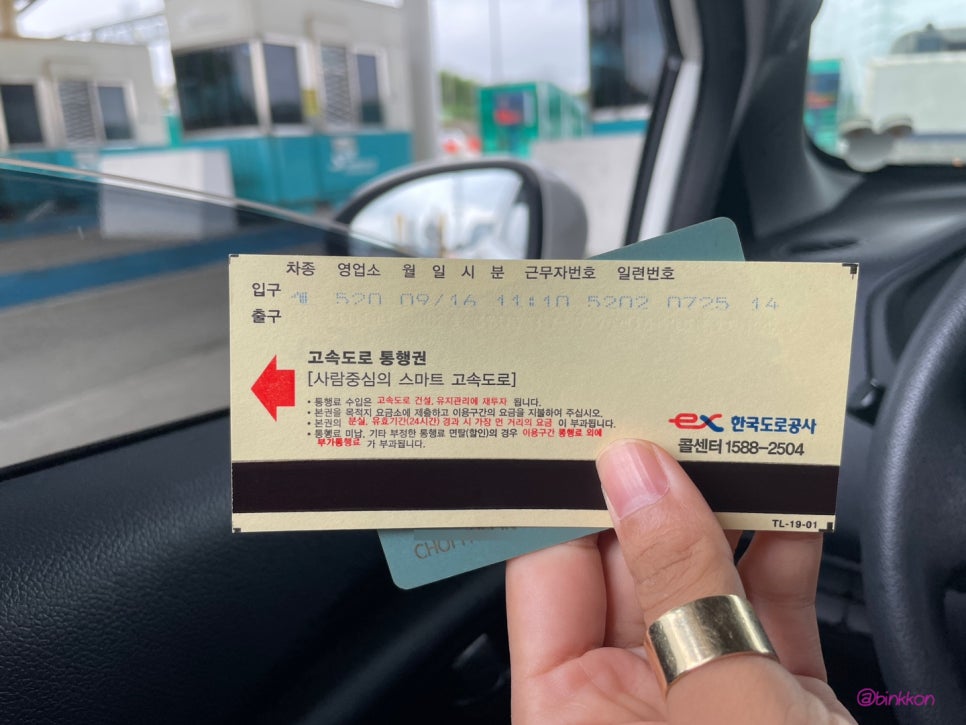 차종 영업소 월 일 시 분 근무자번호 일련번호
입구 520 09/16 11:10 5202 0725 14
출구
고속도로 통행권
[사람중심의 스마트 고속도로]
• 통행료 수입은 고속도로 건설, 유지관리에 재투자 됩니다.
• 본권을 목적지 요금소에 제출하고 이용구간의 요금을 지불하여 주십시오.
• 본권의 분실, 유효기간(24시간) 경과 시 가장 먼 거리의 요금 이 부과됩니다.
• 통행료 미납, 기타 부정한 통행료 면탈(할인)의 경우 이용구간 통행료 외에
부가통행료 가 부과됩니다.
ex 한국도로공사
콜센터 1588-2504
TL-19-01
@binkkon